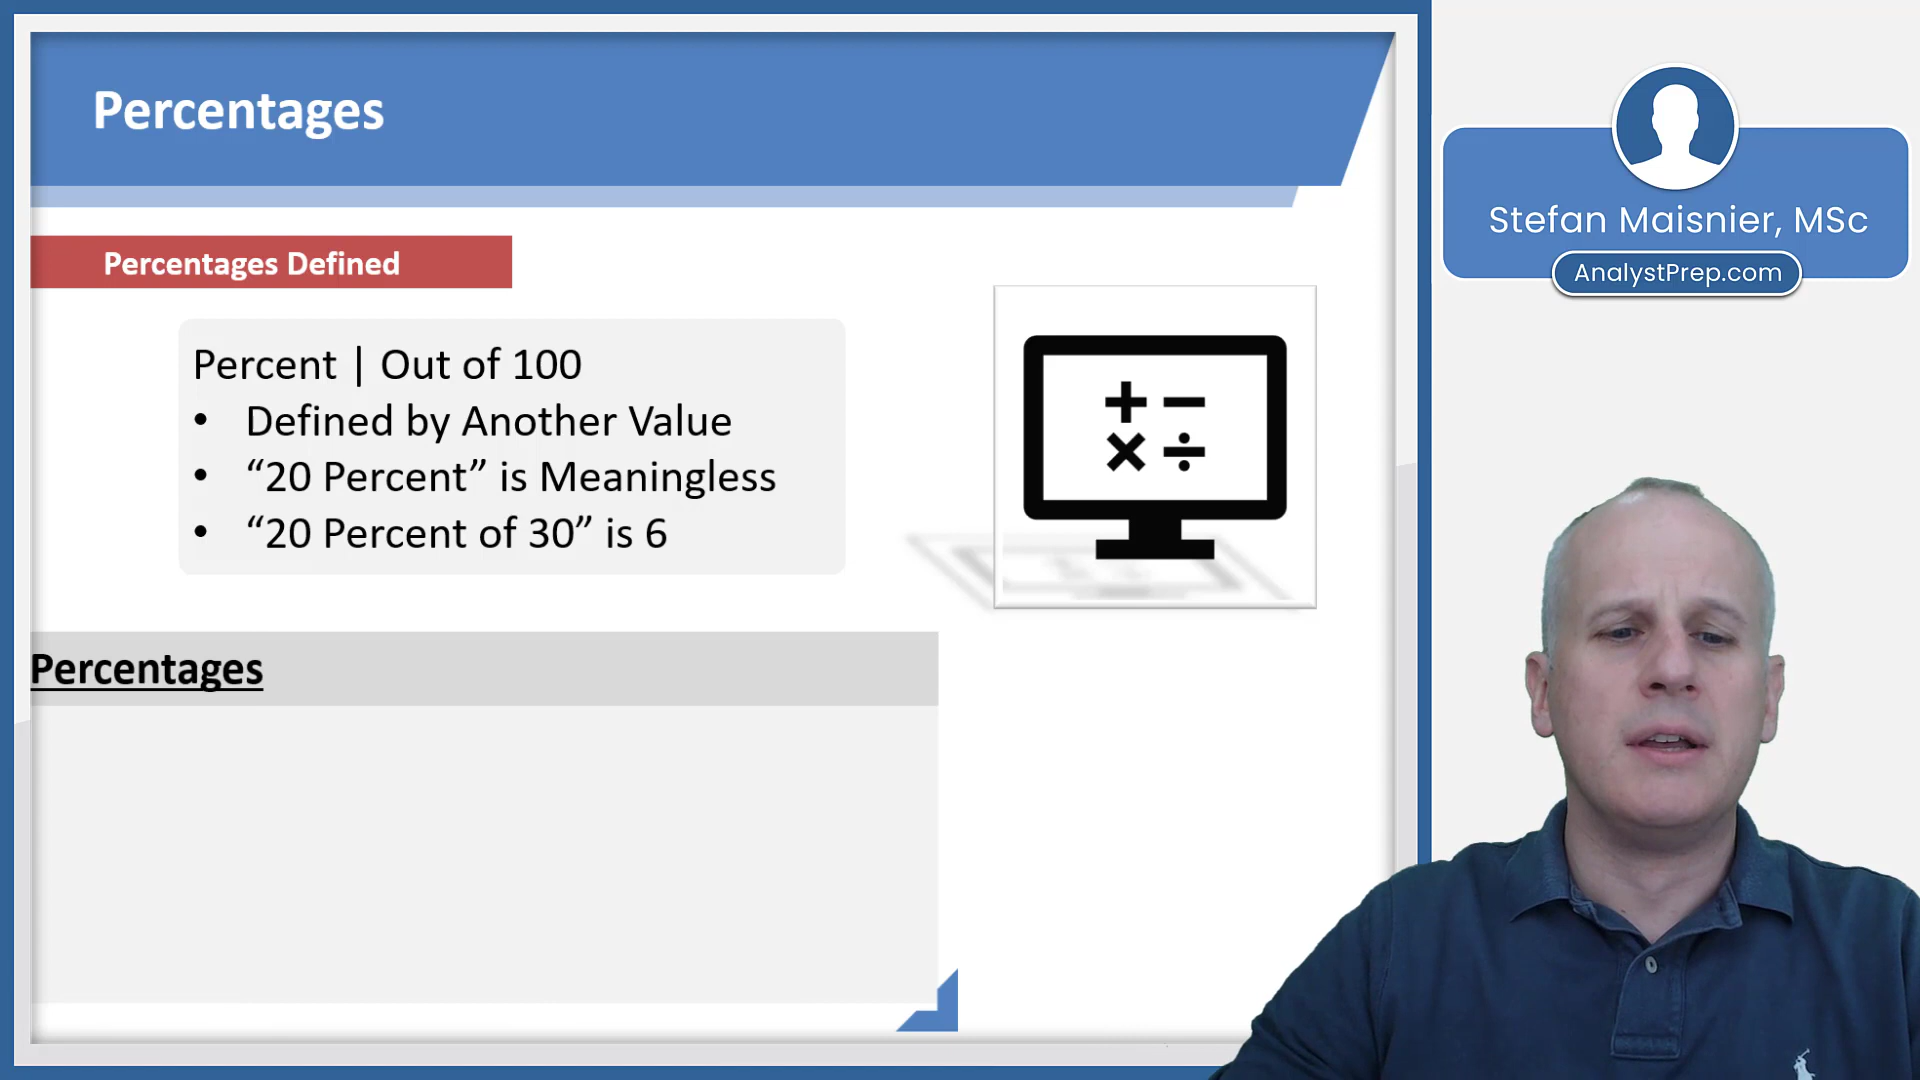 Percentages
Percentages Defined
Percent | Out of 100
• Defined by Another Value
• “20 Percent” is Meaningless
• “20 Percent of 30” is 6
Percentages
Stefan Maisnier, MSc
AnalystPrep.com